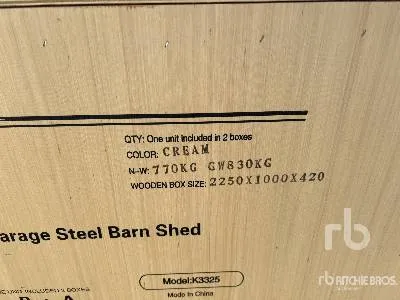 QTY: One unit included in 2 boxes
COLOR: CREAM
N-W: 770KG GW830KG
WOODEN BOX SIZE: 2250X1000X420
arage Steel Barn Shed
Model:K3325
Made In China
rb
rb RITCHIE BROS.